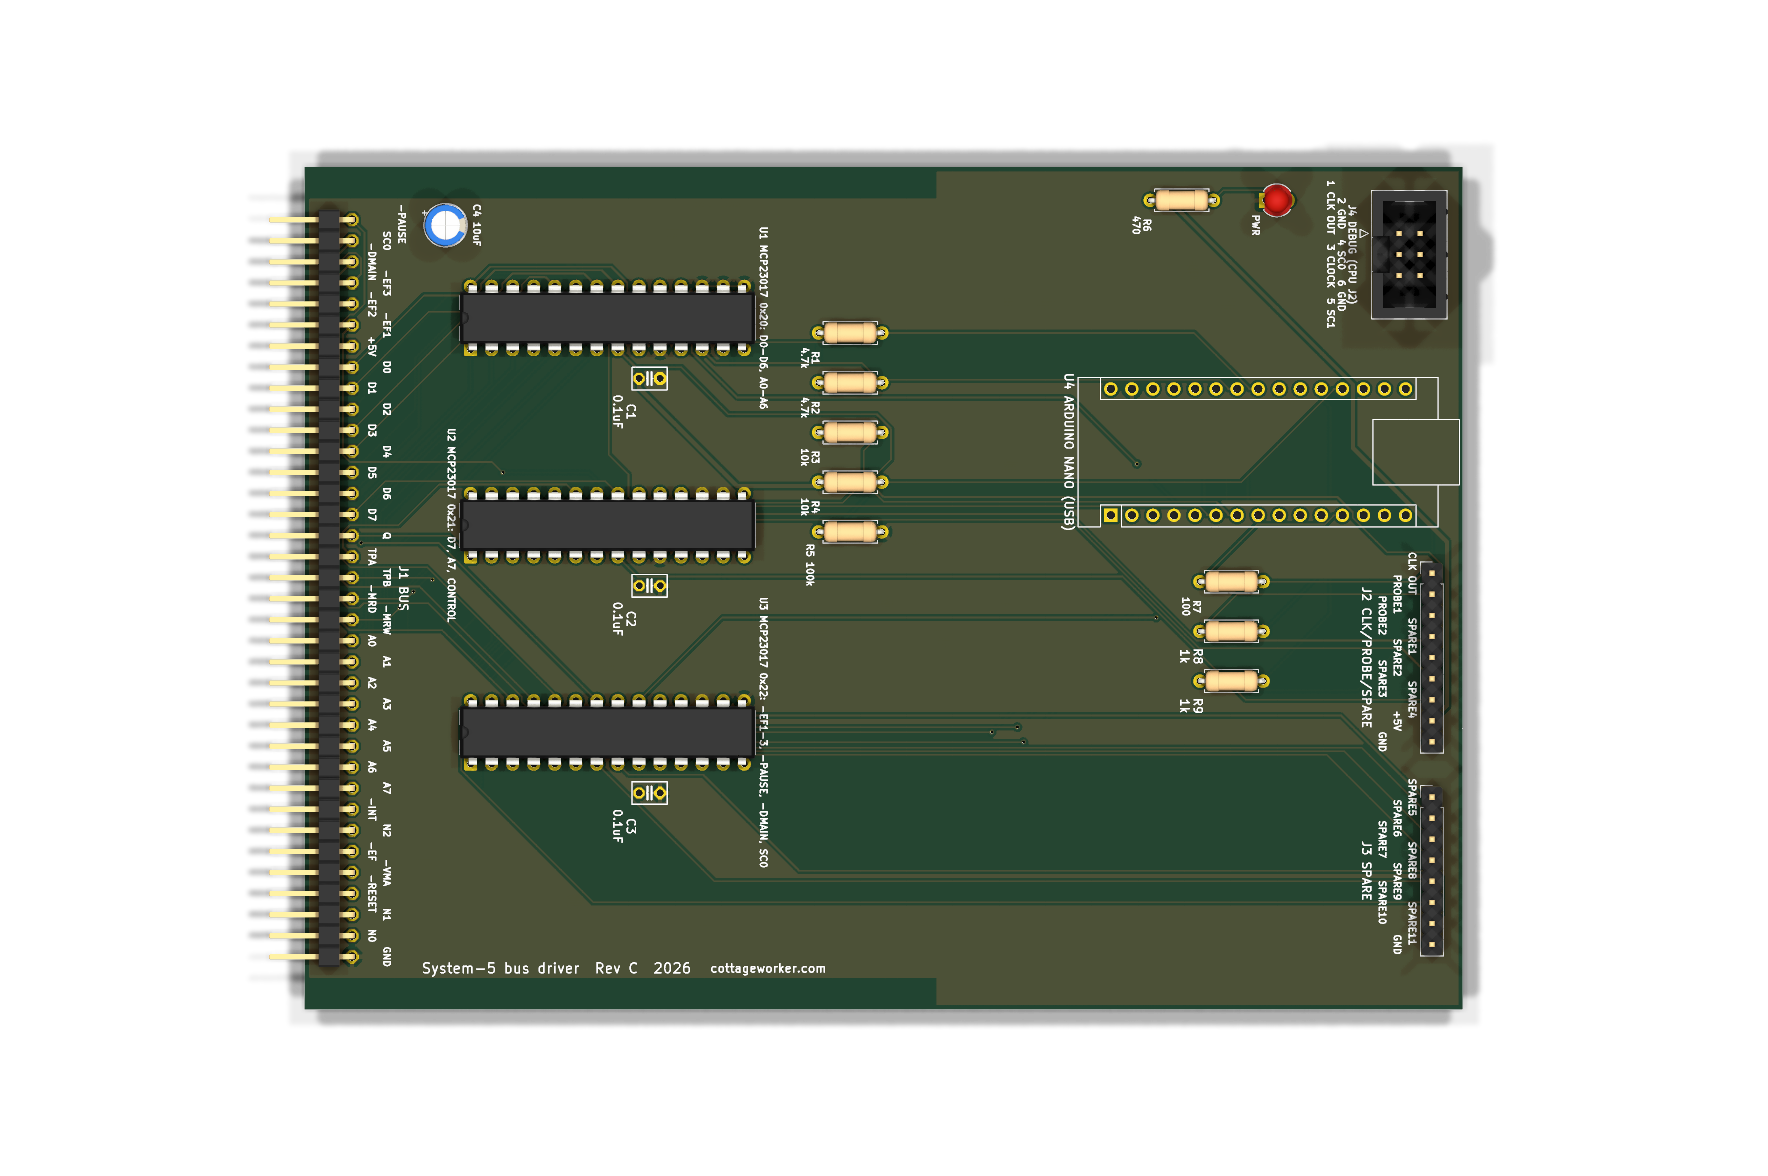 -PAUSE
SCO
-DMAIN
-EF3
-EF2
-EF1
+5V
D0
D1
D2
D3
D4
D5
D6
D7
Q
TPA
TPB
-MRD
-MRW
A0
A1
A2
A3
A4
A5
A6
A7
-INT
N2
-EF
-VMA
-RESET
N1
N0
GND
J1 BUS
C4 10uF
U1 MCP23017 0x20: D0-D6, A0-A6
C1
0.1uF
U2 MCP23017 0x21: D7, A7, CONTROL
C2
0.1uF
U3 MCP23017 0x22: -EF1-3, -PAUSE, -DMAIN, SC0
C3
0.1uF
R1
4.7k
R2
4.7k
R3
10k
R4
10k
R5 100k
R6
470
PWR
J4 DEBUG (CPU J2)
2 GND 4 SC0 6 GND
1 CLK OUT 3 CLOCK 5 SC1
U4 ARDUINO NANO (USB)
R7
100
R8
1k
R9
1k
CLK OUT
PROBE1
PROBE2
SPARE1
SPARE2
SPARE3
SPARE4
+5V
GND
J2 CLK/PROBE/SPARE
SPARE5
SPARE6
SPARE7
SPARE8
SPARE9
SPARE10
SPARE11
GND
J3 SPARE
System-5 bus driver Rev C 2026 cottageworker.com